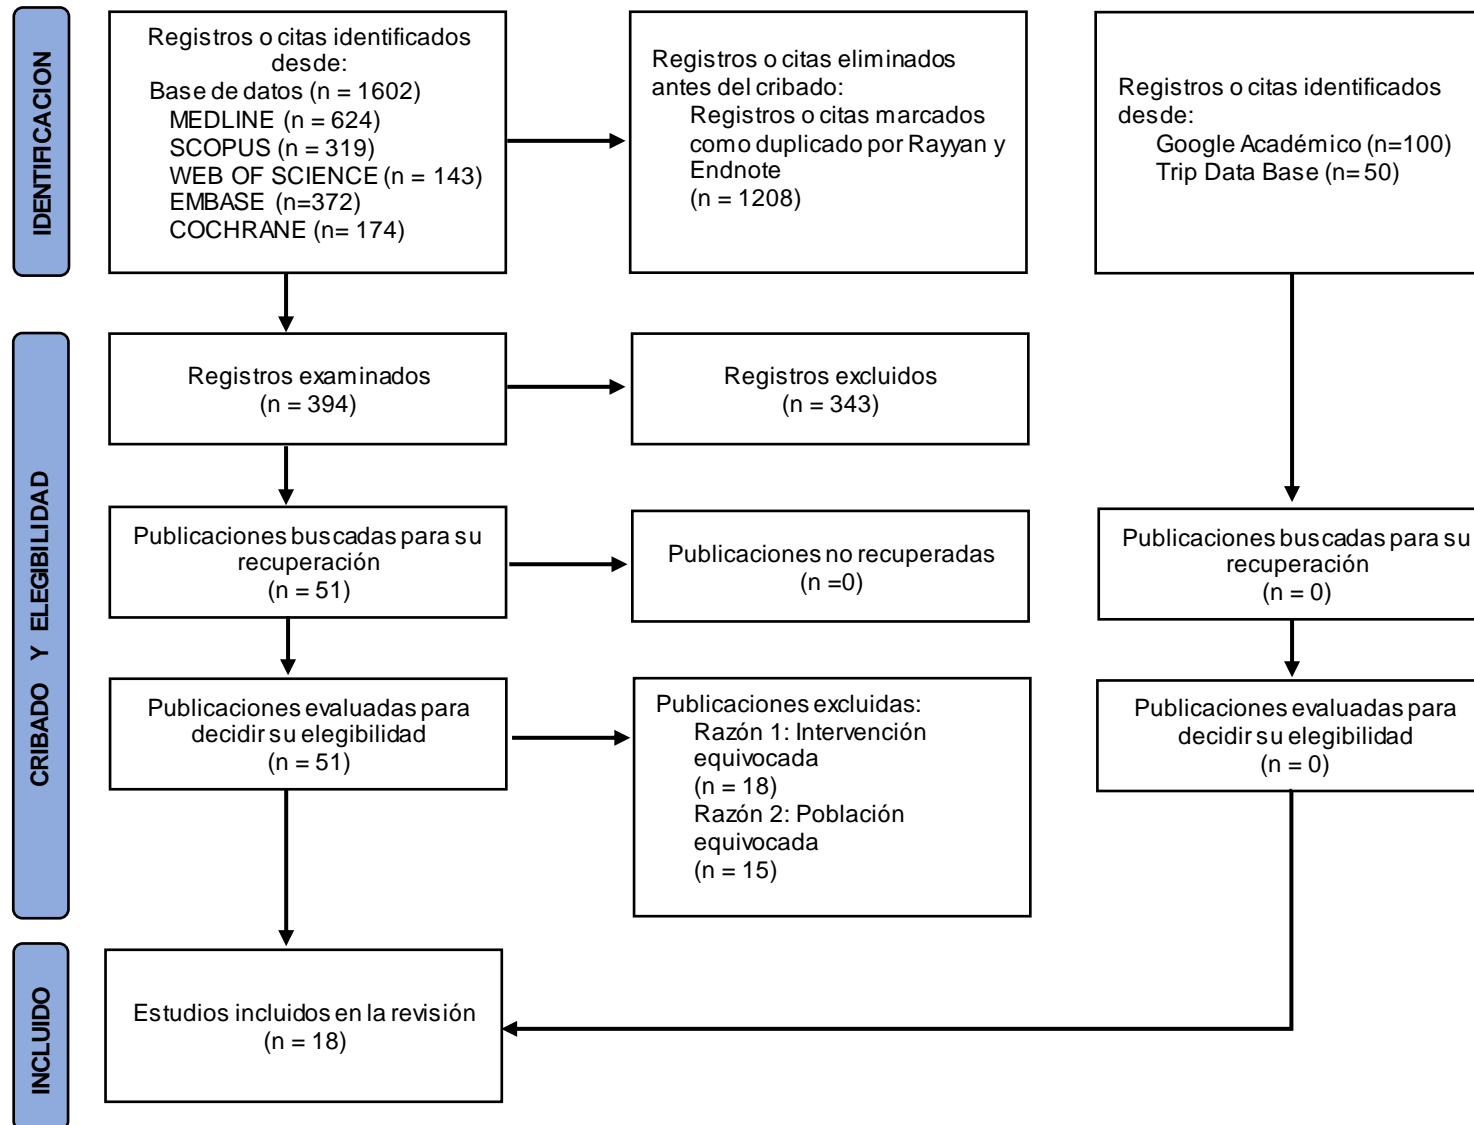 IDENTIFICACION
Registros o citas identificados
desde:
Base de datos (n = 1602)
MEDLINE (n = 624)
SCOPUS (n = 319)
WEB OF SCIENCE (n = 143)
EMBASE (n=372)
COCHRANE (n= 174)
Registros o citas eliminados
antes del cribado:
Registros o citas marcados
como duplicado por Rayyan y
Endnote
(n = 1208)
Registros o citas identificados
desde:
Google Académico (n=100)
Trip Data Base (n= 50)
CRIBADO Y ELEGIBILIDAD
Registros examinados
(n = 394)
Registros excluidos
(n = 343)
Publicaciones buscadas para su
recuperación
(n = 51)
Publicaciones no recuperadas
(n =0)
Publicaciones buscadas para su
recuperación
(n = 0)
Publicaciones evaluadas para
decidir su elegibilidad
(n = 51)
Publicaciones excluidas:
Razón 1: Intervención
equivocada
(n = 18)
Razón 2: Población
equivocada
(n = 15)
Publicaciones evaluadas para
decidir su elegibilidad
(n = 0)
INCLUIDO
Estudios incluidos en la revisión
(n = 18)